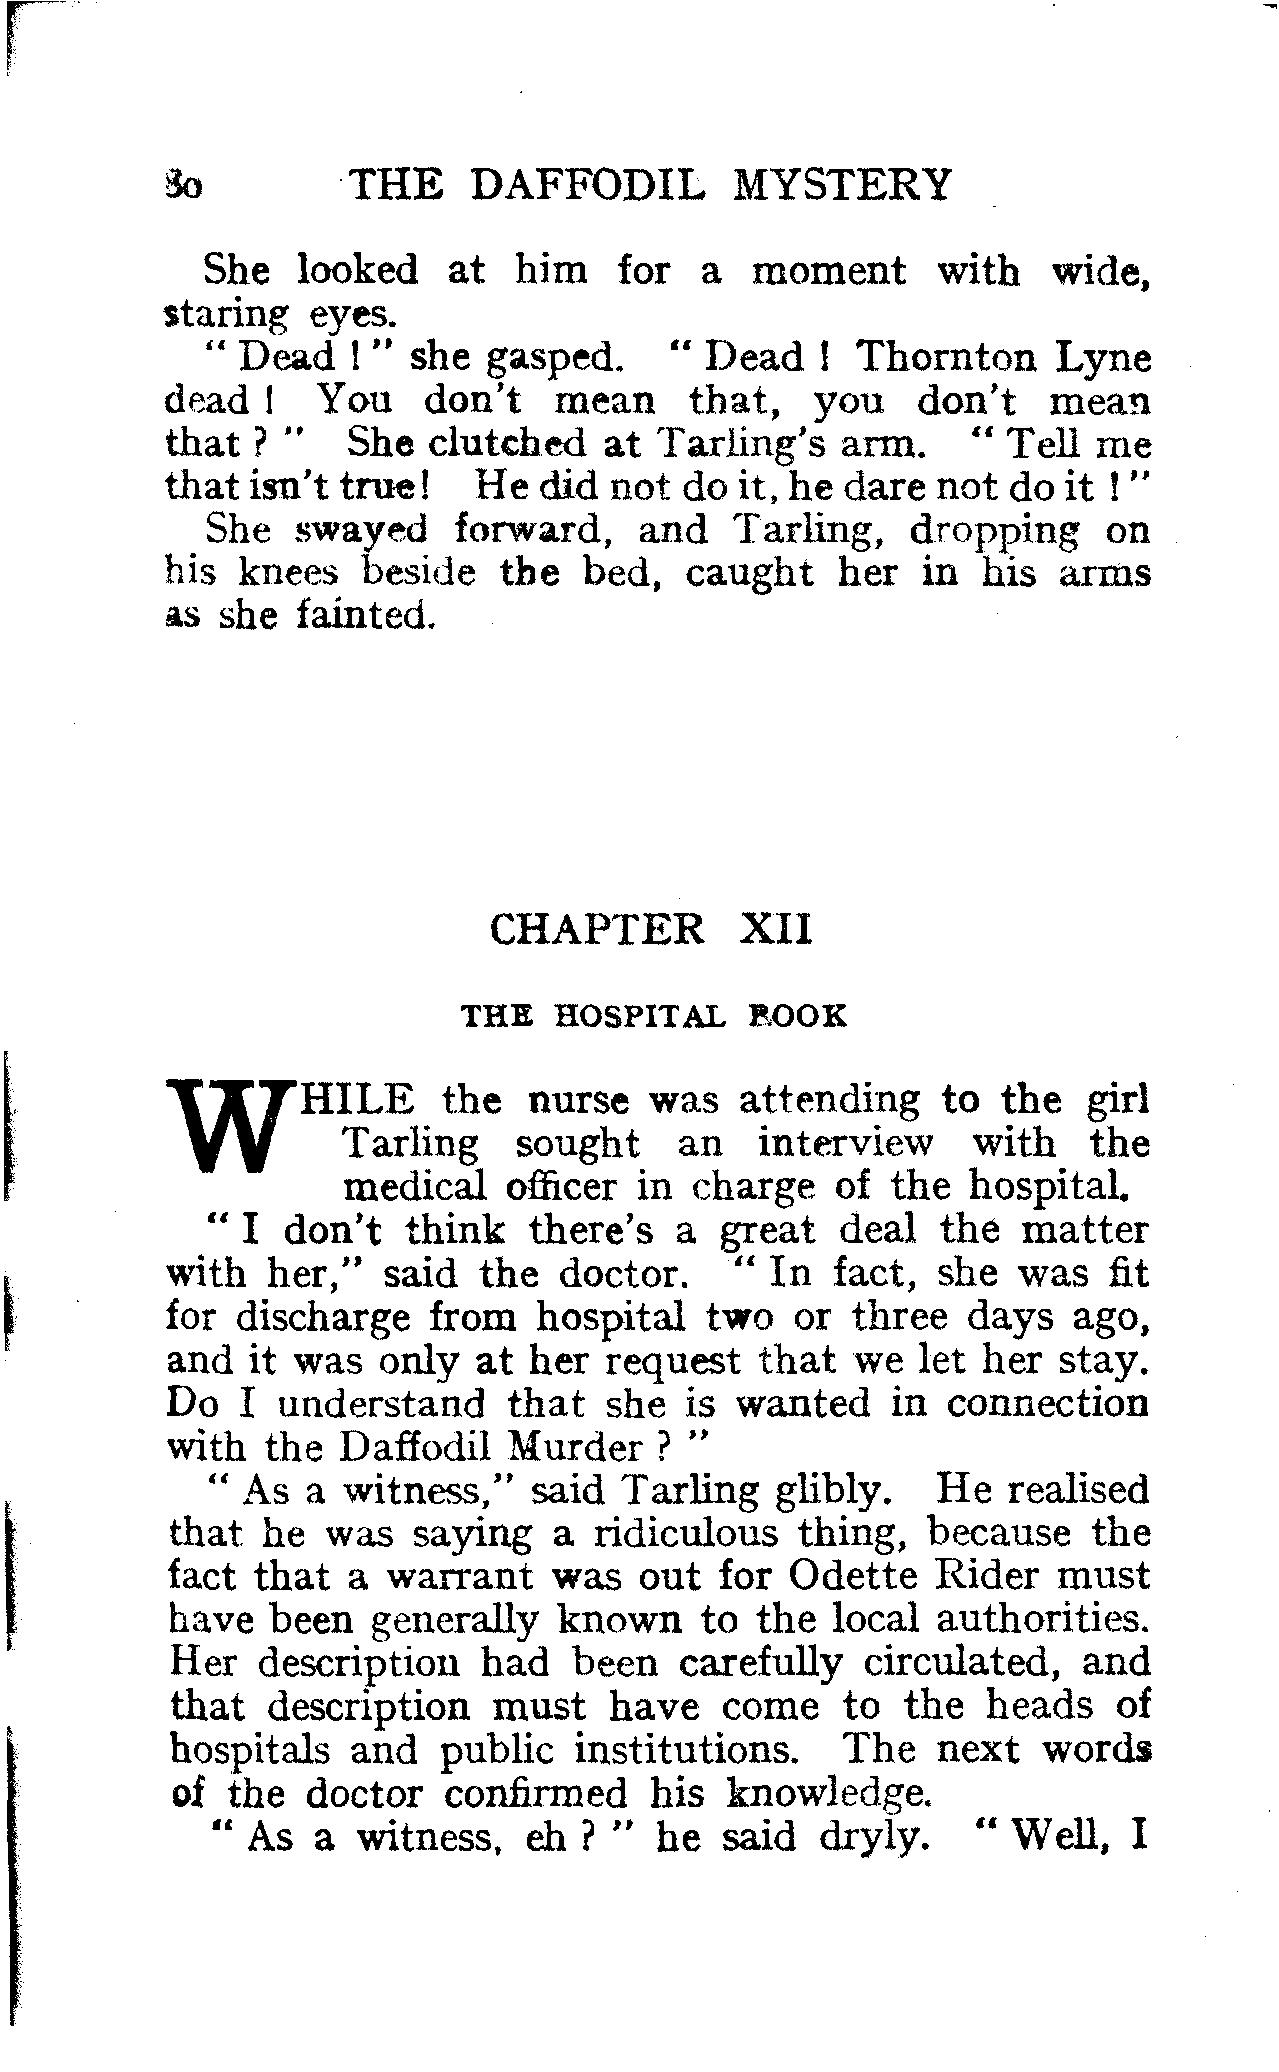 80 THE DAFFODIL MYSTERY
She looked at him for a moment with wide,
staring eyes.
“ Dead ! ” she gasped. “ Dead ! Thornton Lyne
dead ! You don't mean that, you don't mean
that ? ” She clutched at Tarling's arm. “ Tell me
that isn't true! He did not do it, he dare not do it ! ”
She swayed forward, and Tarling, dropping on
his knees beside the bed, caught her in his arms
as she fainted.
CHAPTER XII
THE HOSPITAL BOOK
WHILE the nurse was attending to the girl
Tarling sought an interview with the
medical officer in charge of the hospital.
“ I don't think there's a great deal the matter
with her,” said the doctor. “ In fact, she was fit
for discharge from hospital two or three days ago,
and it was only at her request that we let her stay.
Do I understand that she is wanted in connection
with the Daffodil Murder ? ”
“ As a witness,” said Tarling glibly. He realised
that he was saying a ridiculous thing, because the
fact that a warrant was out for Odette Rider must
have been generally known to the local authorities.
Her description had been carefully circulated, and
that description must have come to the heads of
hospitals and public institutions. The next words
of the doctor confirmed his knowledge.
“ As a witness, eh ? ” he said dryly. “ Well, I